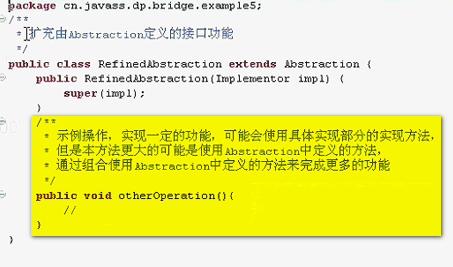 package cn.javass.dp.bridge.example5;
/**
 * 扩充由Abstraction定义的接口功能
 */
public class RefinedAbstraction extends Abstraction {
    public RefinedAbstraction(Implementor impl) {
        super(impl);
    }
    /**
     * 示例操作，实现一定的功能，可能会使用具体实现部分的实现方法，
     * 但是本方法更大的可能是使用Abstraction中定义的方法，
     * 通过组合使用Abstraction中定义的方法来完成更多的功能
     */
    public void otherOperation(){
        //
    }
}